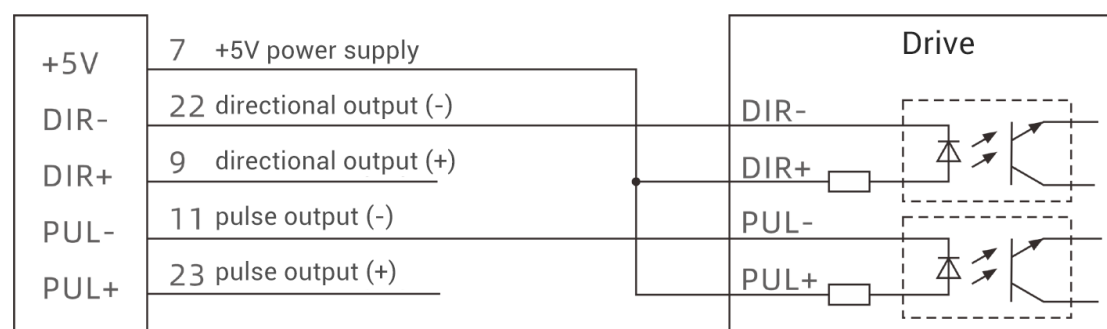 Drive
+5V 7 +5V power supply
DIR- 22 directional output (-) DIR-
DIR+ 9 directional output (+) DIR+
PUL- 11 pulse output (-) PUL-
PUL+ 23 pulse output (+) PUL+